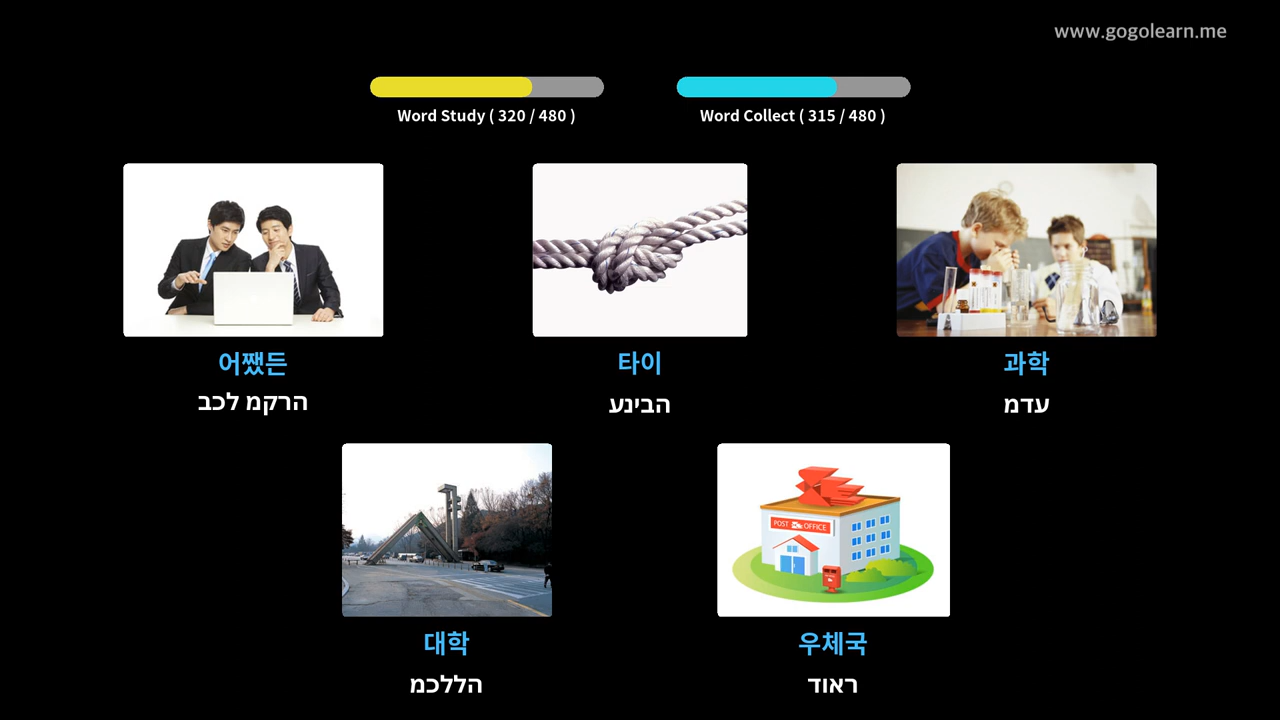 www.gogolearn.me
Word Study ( 320 / 480 )
Word Collect ( 315 / 480 )
어쨌든
הרקמ לכב
타이
הבינע
과학
עדמ
POST OFFICE
대학
הללכמ
우체국
ראוד